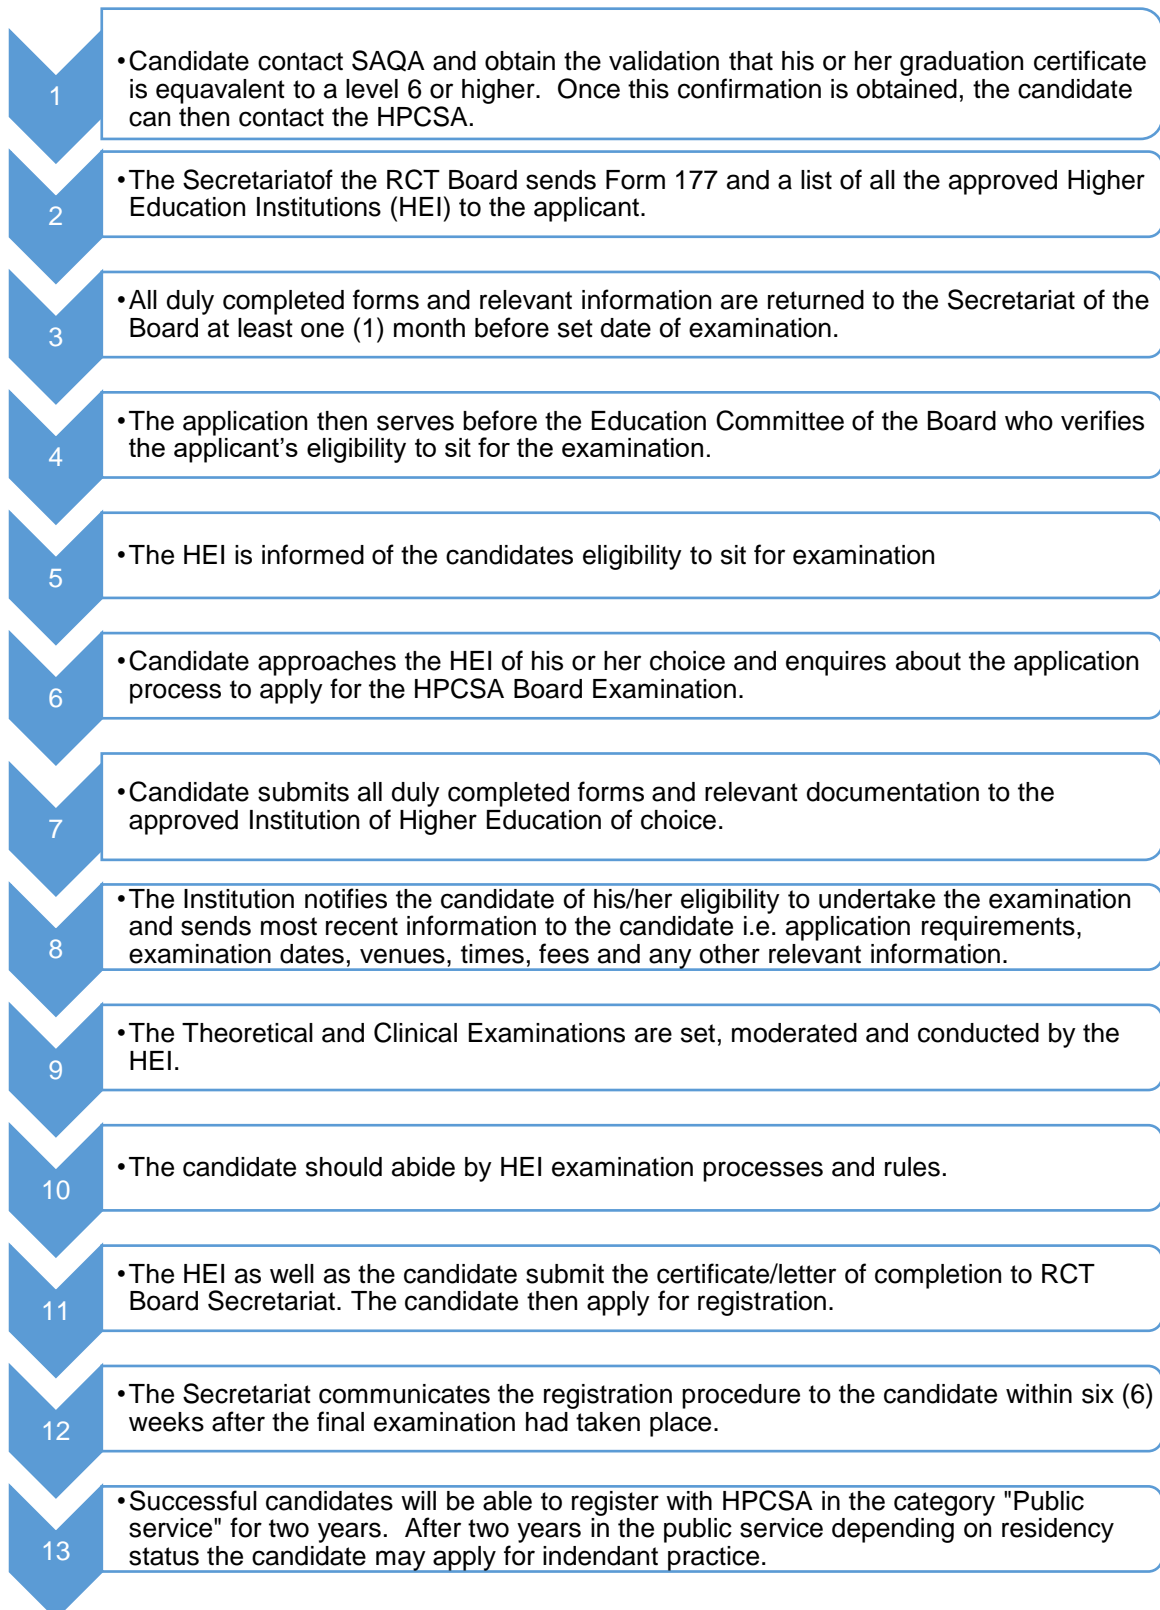 1
•Candidate contact SAQA and obtain the validation that his or her graduation certificate
is equavalent to a level 6 or higher.  Once this confirmation is obtained, the candidate
can then contact the HPCSA.
2
•The Secretariatof the RCT Board sends Form 177 and a list of all the approved Higher
Education Institutions (HEI) to the applicant.
3
•All duly completed forms and relevant information are returned to the Secretariat of the
Board at least one (1) month before set date of examination.
4
•The application then serves before the Education Committee of the Board who verifies
the applicant’s eligibility to sit for the examination.
5
•The HEI is informed of the candidates eligibility to sit for examination
6
•Candidate approaches the HEI of his or her choice and enquires about the application
process to apply for the HPCSA Board Examination.
7
•Candidate submits all duly completed forms and relevant documentation to the
approved Institution of Higher Education of choice.
8
•The Institution notifies the candidate of his/her eligibility to undertake the examination
and sends most recent information to the candidate i.e. application requirements,
examination dates, venues, times, fees and any other relevant information.
9
•The Theoretical and Clinical Examinations are set, moderated and conducted by the
HEI.
10
•The candidate should abide by HEI examination processes and rules.
11
•The HEI as well as the candidate submit the certificate/letter of completion to RCT
Board Secretariat. The candidate then apply for registration.
12
•The Secretariat communicates the registration procedure to the candidate within six (6)
weeks after the final examination had taken place.
13
•Successful candidates will be able to register with HPCSA in the category "Public
service" for two years.  After two years in the public service depending on residency
status the candidate may apply for indendant practice.